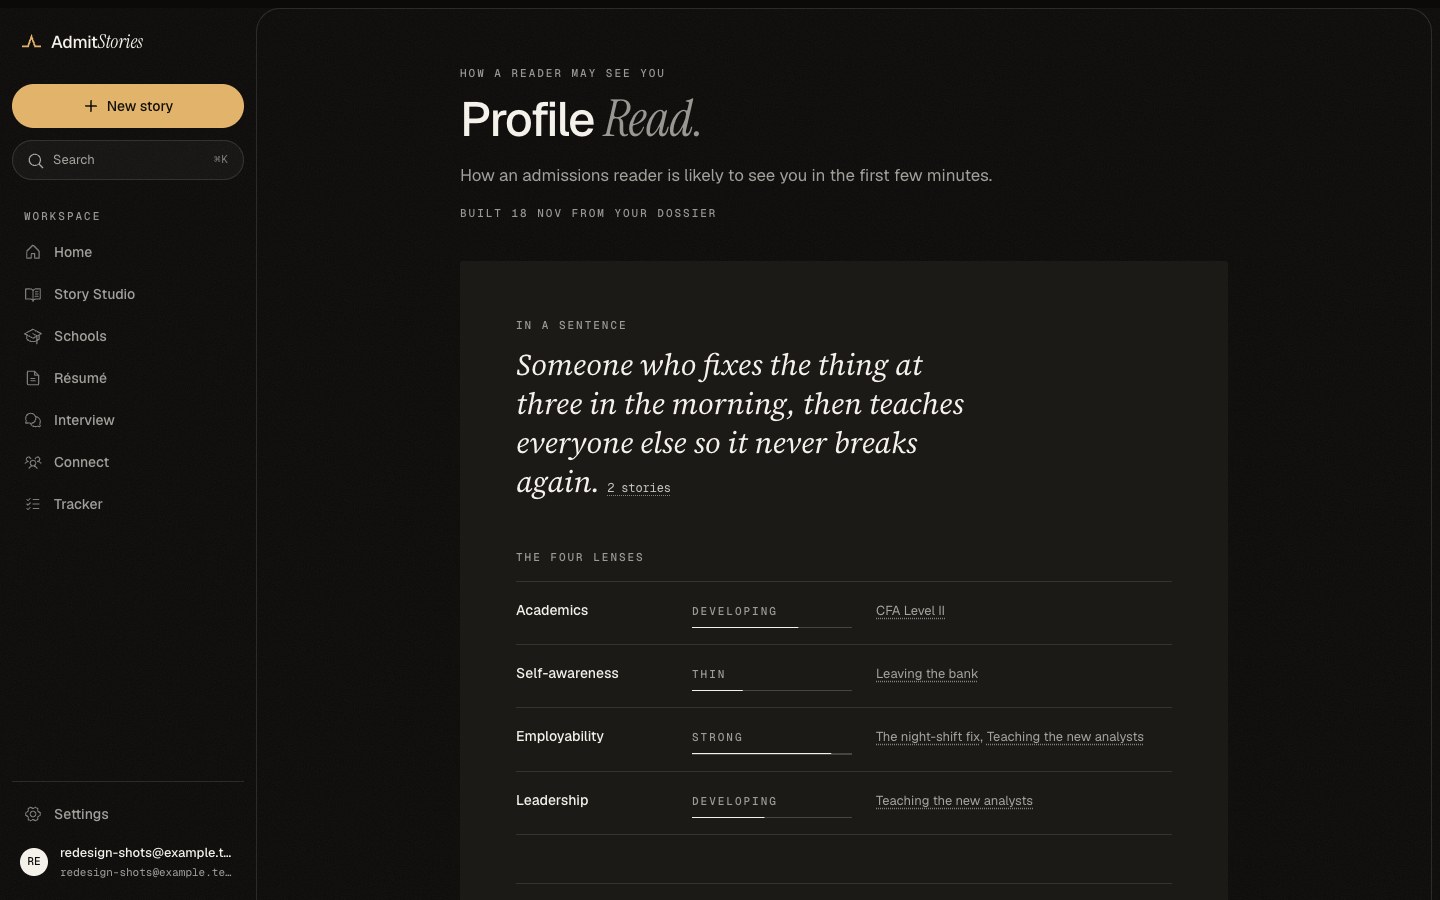 AdmitStories
New story
Search ⌘K
WORKSPACE
Home
Story Studio
Schools
Résumé
Interview
Connect
Tracker
Settings
RE
redesign-shots@example.t…
redesign-shots@example.te…
HOW A READER MAY SEE YOU
Profile Read.
How an admissions reader is likely to see you in the first few minutes.
BUILT 18 NOV FROM YOUR DOSSIER
IN A SENTENCE
Someone who fixes the thing at
three in the morning, then teaches
everyone else so it never breaks
again. 2 stories
THE FOUR LENSES
Academics DEVELOPING CFA Level II
Self-awareness THIN Leaving the bank
Employability STRONG The night-shift fix, Teaching the new analysts
Leadership DEVELOPING Teaching the new analysts